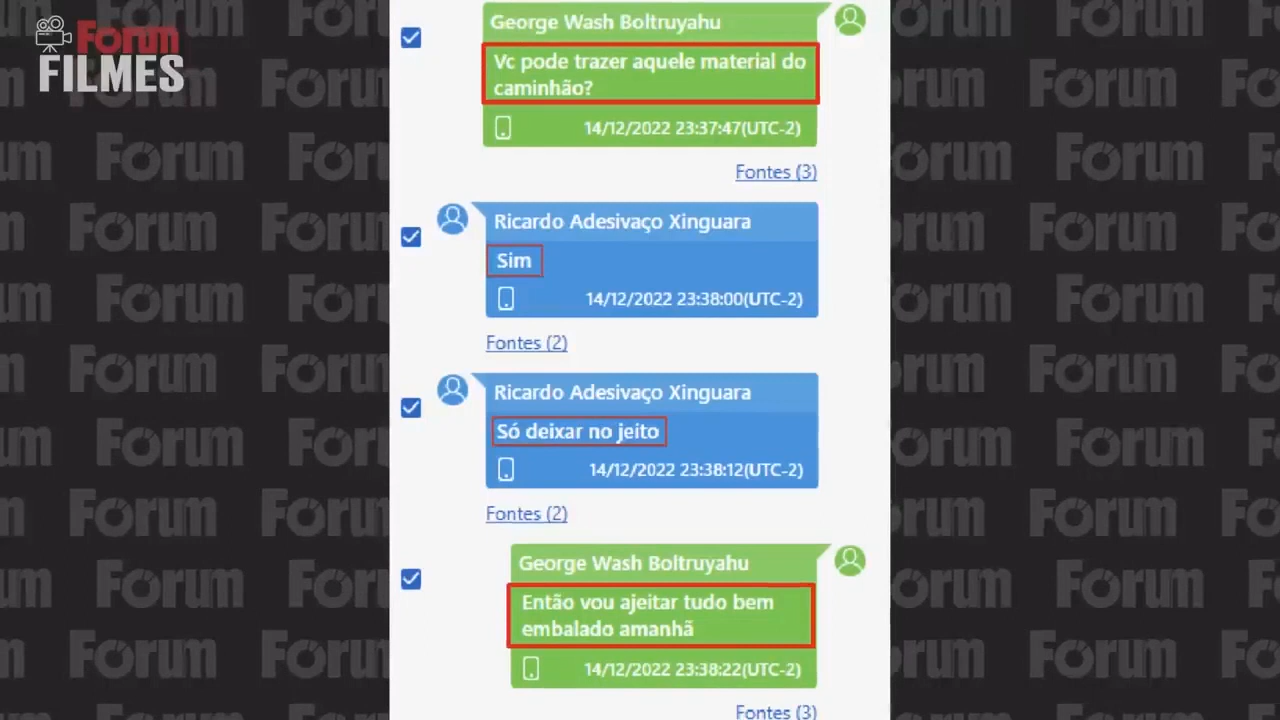 Forum
FILMES
George Wash Boltruyahu
Vc pode trazer aquele material do
caminhão?
14/12/2022 23:37:47(UTC-2)
Fontes (3)
Ricardo Adesivaço Xinguara
Sim
14/12/2022 23:38:00(UTC-2)
Fontes (2)
Ricardo Adesivaço Xinguara
Só deixar no jeito
14/12/2022 23:38:12(UTC-2)
Fontes (2)
George Wash Boltruyahu
Então vou ajeitar tudo bem
embalado amanhã
14/12/2022 23:38:22(UTC-2)
Fontes (3)